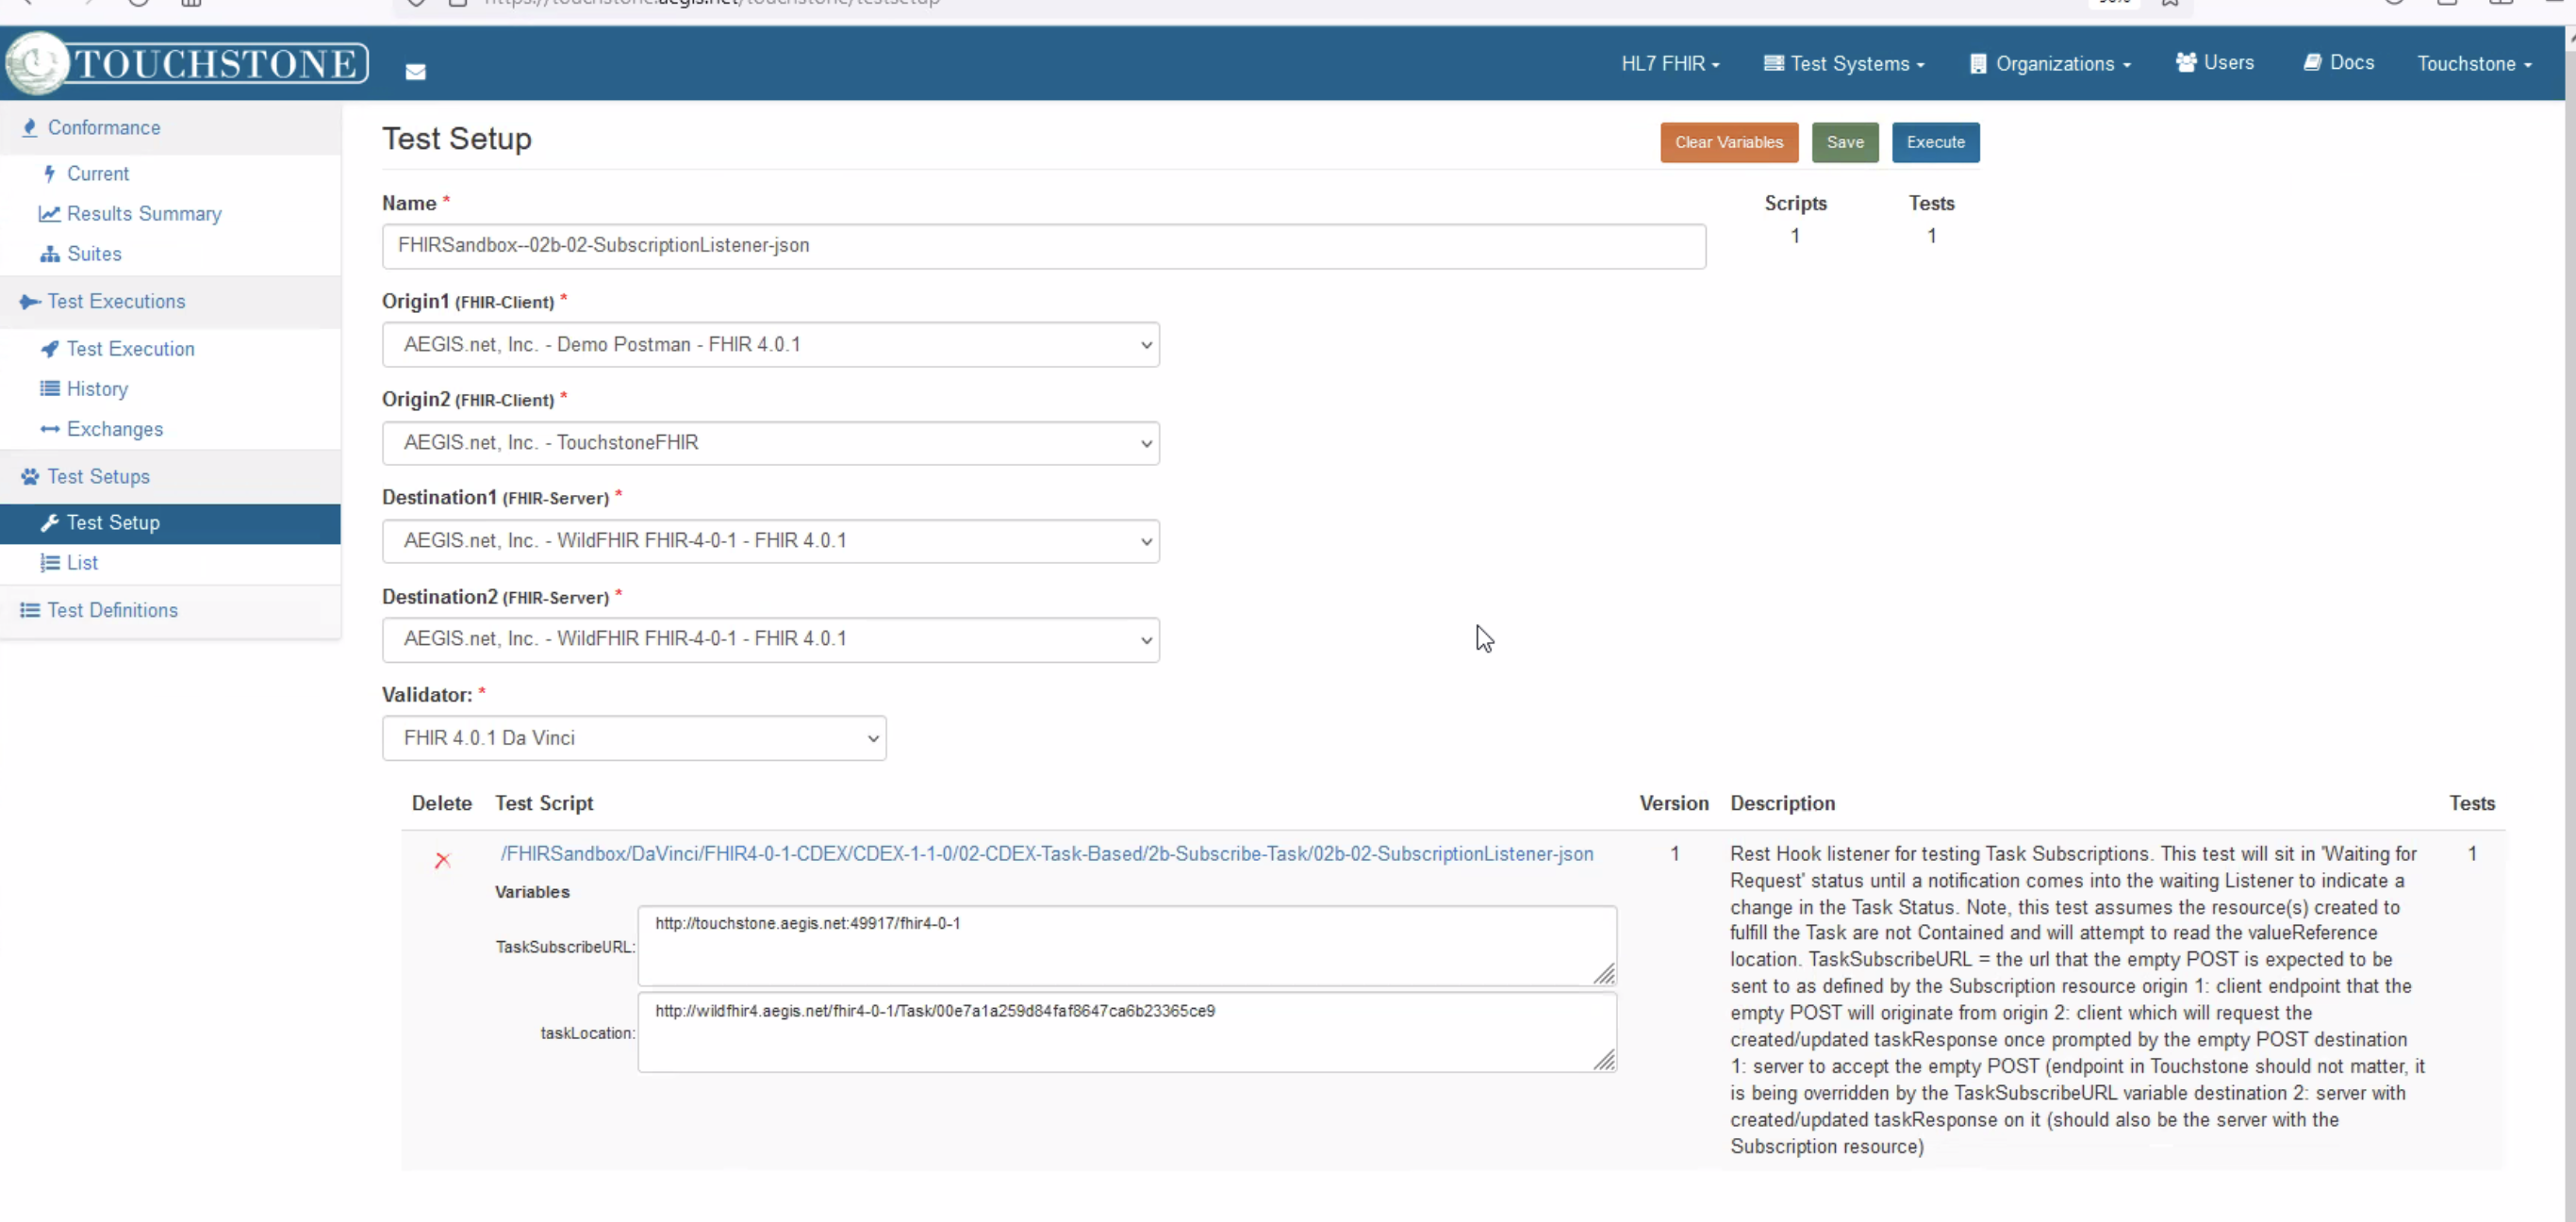 https://touchstone.aegis.net/touchstone/testsetup
TOUCHSTONE
HL7 FHIR
Test Systems
Organizations
Users
Docs
Touchstone
Conformance
Current
Results Summary
Suites
Test Executions
Test Execution
History
Exchanges
Test Setups
Test Setup
List
Test Definitions
Test Setup
Clear Variables
Save
Execute
Name *
Scripts
Tests
FHIRSandbox--02b-02-SubscriptionListener-json
1
1
Origin1 (FHIR-Client) *
AEGIS.net, Inc. - Demo Postman - FHIR 4.0.1
Origin2 (FHIR-Client) *
AEGIS.net, Inc. - TouchstoneFHIR
Destination1 (FHIR-Server) *
AEGIS.net, Inc. - WildFHIR FHIR-4-0-1 - FHIR 4.0.1
Destination2 (FHIR-Server) *
AEGIS.net, Inc. - WildFHIR FHIR-4-0-1 - FHIR 4.0.1
Validator: *
FHIR 4.0.1 Da Vinci
Delete
Test Script
Version
Description
Tests
/FHIRSandbox/DaVinci/FHIR4-0-1-CDEX/CDEX-1-1-0/02-CDEX-Task-Based/2b-Subscribe-Task/02b-02-SubscriptionListener-json
Variables
TaskSubscribeURL:
http://touchstone.aegis.net:49917/fhir4-0-1
taskLocation:
http://wildfhir4.aegis.net/fhir4-0-1/Task/00e7a1a259d84faf8647ca6b23365ce9
1
Rest Hook listener for testing Task Subscriptions. This test will sit in 'Waiting for
Request' status until a notification comes into the waiting Listener to indicate a
change in the Task Status. Note, this test assumes the resource(s) created to
fulfill the Task are not Contained and will attempt to read the valueReference
location. TaskSubscribeURL = the url that the empty POST is expected to be
sent to as defined by the Subscription resource origin 1: client endpoint that the
empty POST will originate from origin 2: client which will request the
created/updated taskResponse once prompted by the empty POST destination
1: server to accept the empty POST (endpoint in Touchstone should not matter, it
is being overridden by the TaskSubscribeURL variable destination 2: server with
created/updated taskResponse on it (should also be the server with the
Subscription resource)
1